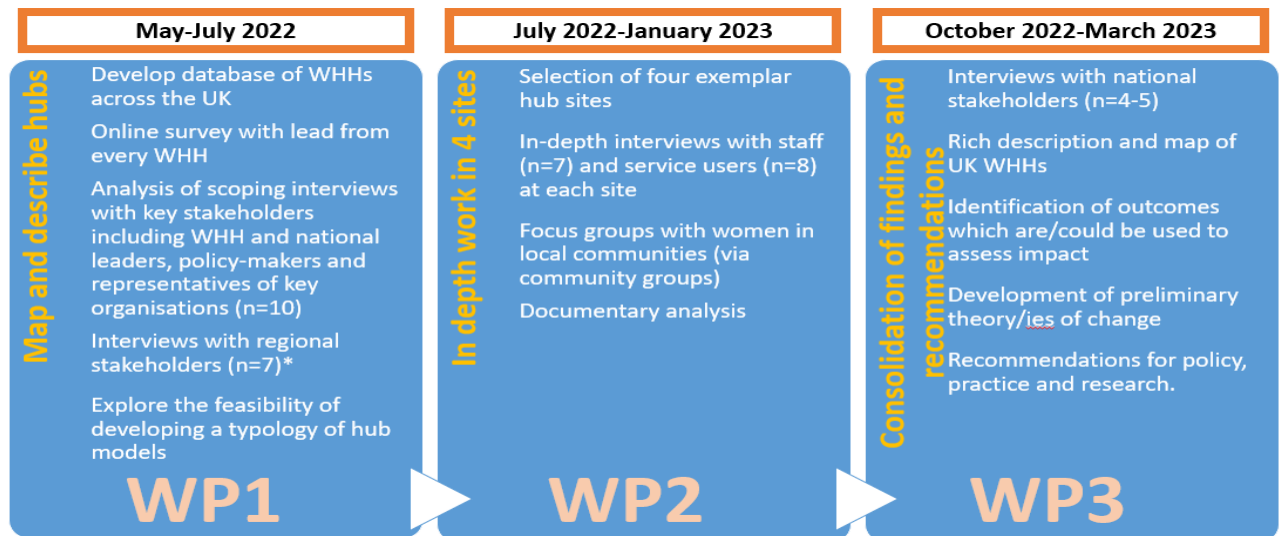 May-July 2022
Map and describe hubs
Develop database of WHHs
across the UK
Online survey with lead from
every WHH
Analysis of scoping interviews
with key stakeholders
including WHH and national
leaders, policy-makers and
representatives of key
organisations (n=10)
Interviews with regional
stakeholders (n=7)*
Explore the feasibility of
developing a typology of hub
models
WP1
July 2022-January 2023
In depth work in 4 sites
Selection of four exemplar
hub sites
In-depth interviews with staff
(n=7) and service users (n=8)
at each site
Focus groups with women in
local communities (via
community groups)
Documentary analysis
WP2
October 2022-March 2023
Consolidation of findings and
recommendations
Interviews with national
stakeholders (n=4-5)
Rich description and map of
UK WHHs
Identification of outcomes
which are/could be used to
assess impact
Development of preliminary
theory/ies of change
Recommendations for policy,
practice and research.
WP3